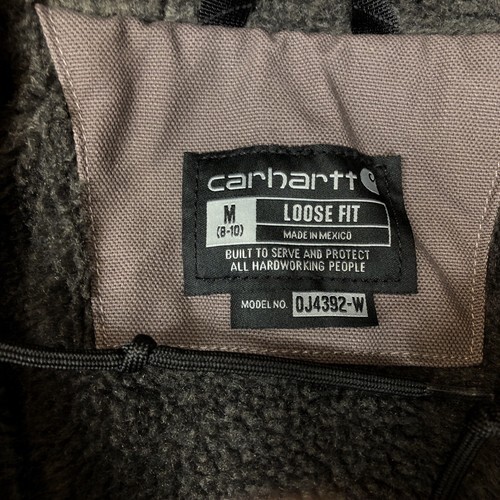 carhartt
M
(8-10)
LOOSE FIT
MADE IN MEXICO
BUILT TO SERVE AND PROTECT
ALL HARDWORKING PEOPLE
MODEL NO. OJ4392-W